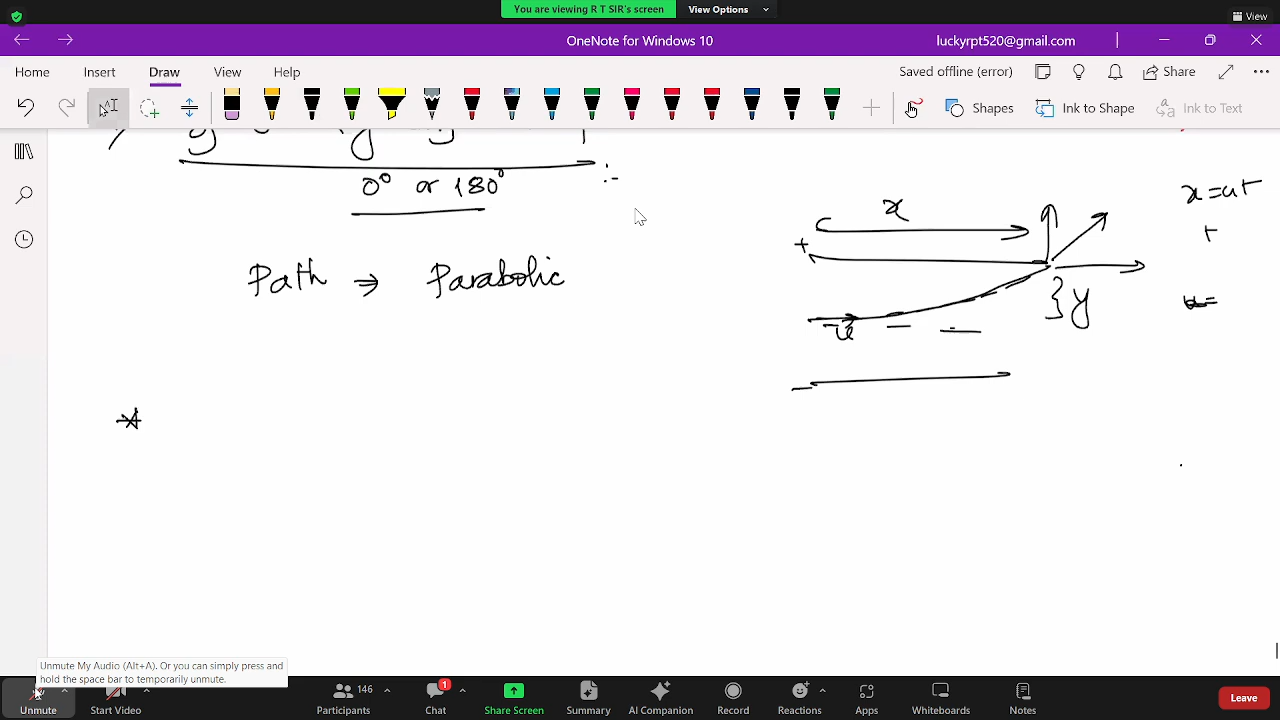 You are viewing R T SIR's screen
View Options
View
OneNote for Windows 10
luckyrpt520@gmail.com
Home
Insert
Draw
View
Help
Saved offline (error)
Share
Shapes
Ink to Shape
Ink to Text
0° or 180° :-
x
x = ut
+
t
Path ⇒ Parabolic
}y
u
Unmute My Audio (Alt+A). Or you can simply press and
hold the space bar to temporarily unmute.
Unmute
Start Video
146
Participants
1
Chat
Share Screen
Summary
AI Companion
Record
Reactions
Apps
Whiteboards
Notes
Leave